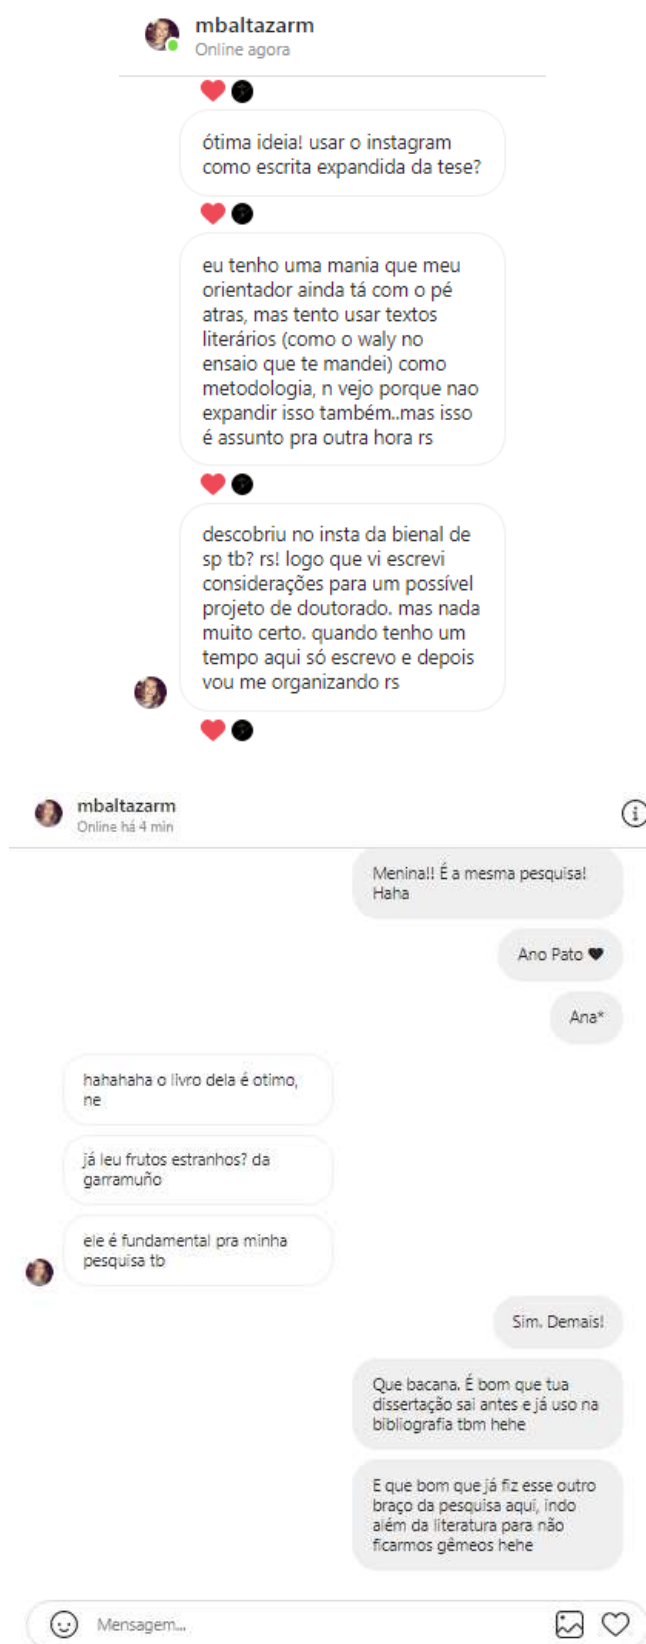 mbaltazarm
Online agora
ótima ideia! usar o instagram
como escrita expandida da tese?
eu tenho uma mania que meu
orientador ainda tá com o pé
atras, mas tento usar textos
literários (como o waly no
ensaio que te mandei) como
metodologia, n vejo porque nao
expandir isso também..mas isso
é assunto pra outra hora rs
descobriu no insta da bienal de
sp tb? rs! logo que vi escrevi
considerações para um possível
projeto de doutorado. mas nada
muito certo. quando tenho um
tempo aqui só escrevo e depois
vou me organizando rs
mbaltazarm
Online há 4 min
Menina!! É a mesma pesquisa!
Haha
Ano Pato 🖤
Ana*
hahahaha o livro dela é otimo,
ne
já leu frutos estranhos? da
garramuño
ele é fundamental pra minha
pesquisa tb
Sim. Demais!
Que bacana. É bom que tua
dissertação sai antes e já uso na
bibliografia tbm hehe
E que bom que já fiz esse outro
braço da pesquisa aqui, indo
além da literatura para não
ficarmos gêmeos hehe
Mensagem...